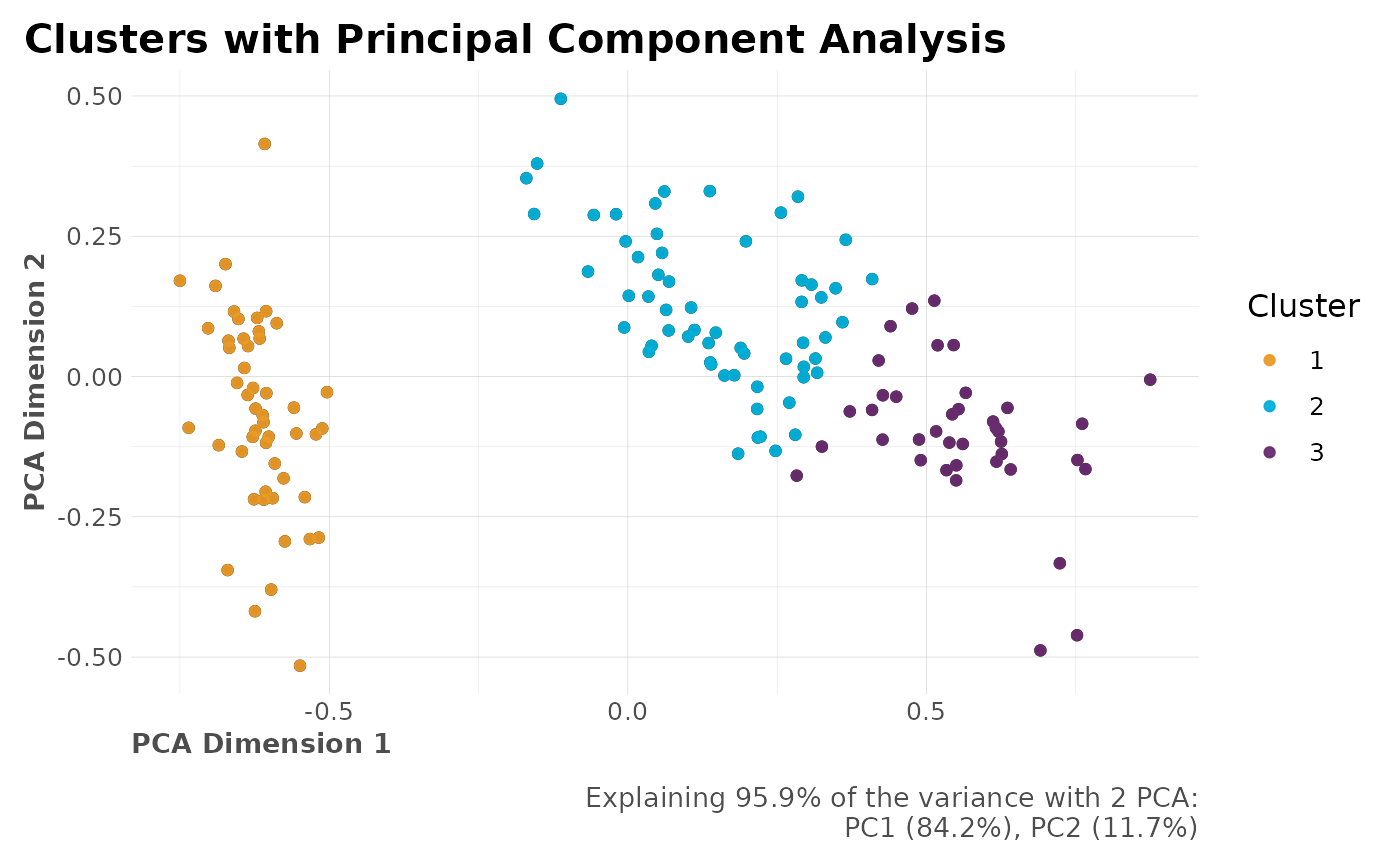 Clusters with Principal Component Analysis
0.50
0.25
0.00
-0.25
-0.50
PCA Dimension 2
-0.5 0.0 0.5
PCA Dimension 1
Cluster
1
2
3
Explaining 95.9% of the variance with 2 PCA:
PC1 (84.2%), PC2 (11.7%)